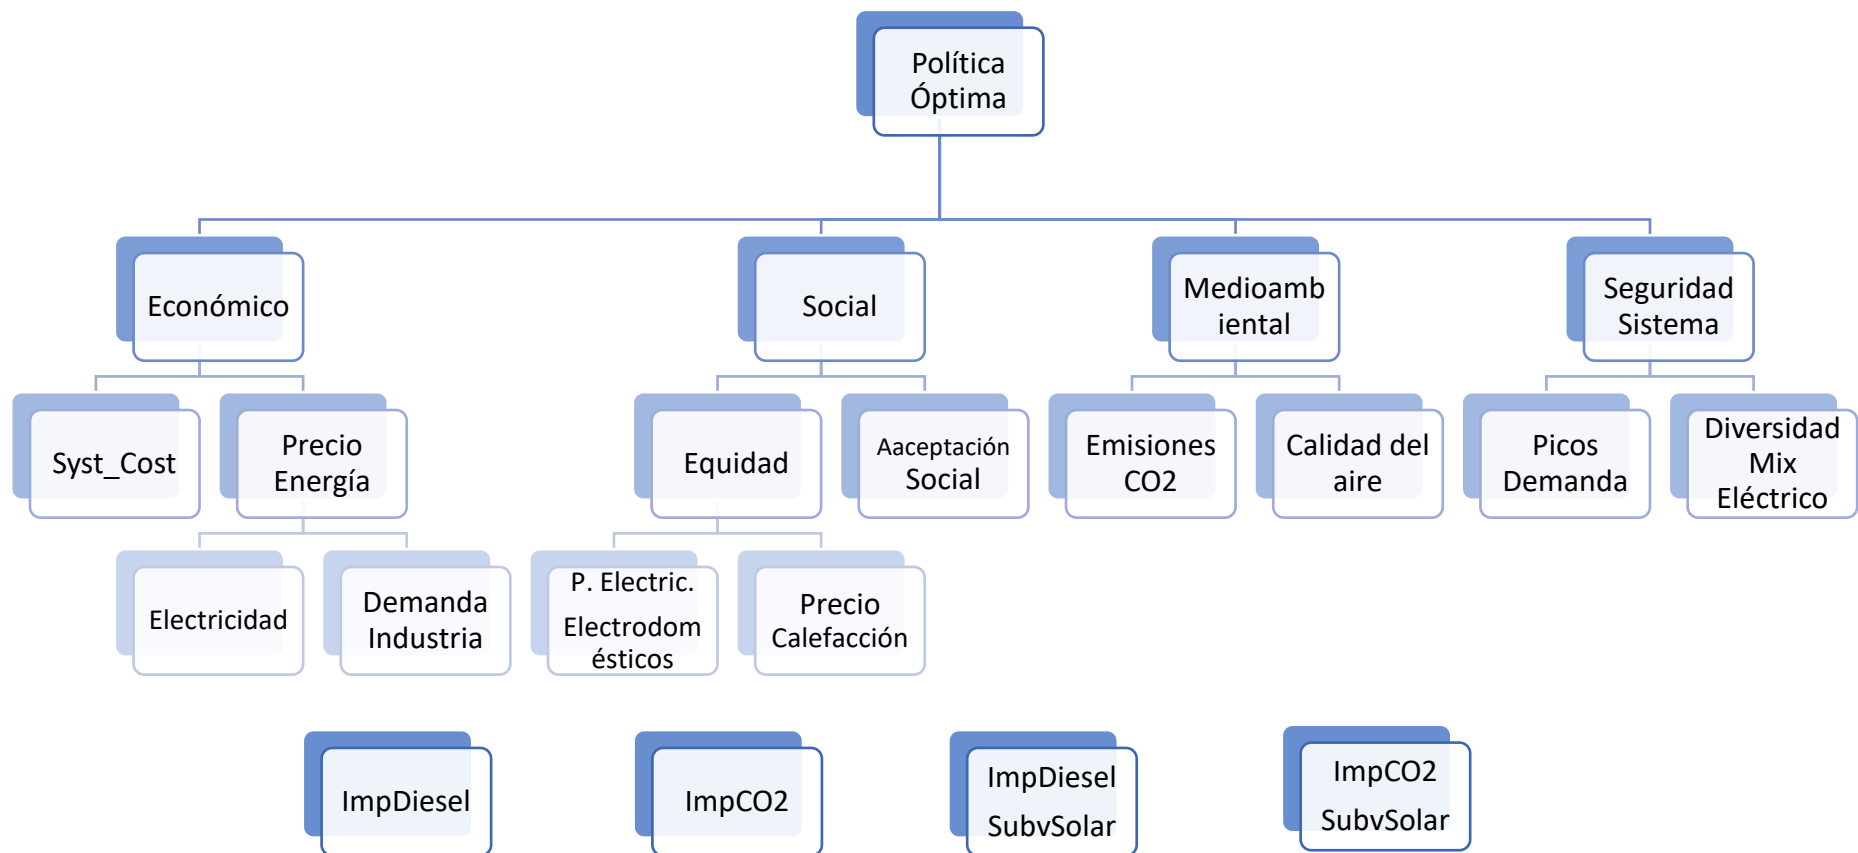 Política
Óptima
Económico
Social
Medioamb
iental
Seguridad
Sistema
Syst_Cost
Precio
Energía
Equidad
Aaceptación
Social
Emisiones
CO2
Calidad del
aire
Picos
Demanda
Diversidad
Mix
Eléctrico
Electricidad
Demanda
Industria
P. Electric.
Electrodom
ésticos
Precio
Calefacción
ImpDiesel
ImpCO2
ImpDiesel
SubvSolar
ImpCO2
SubvSolar